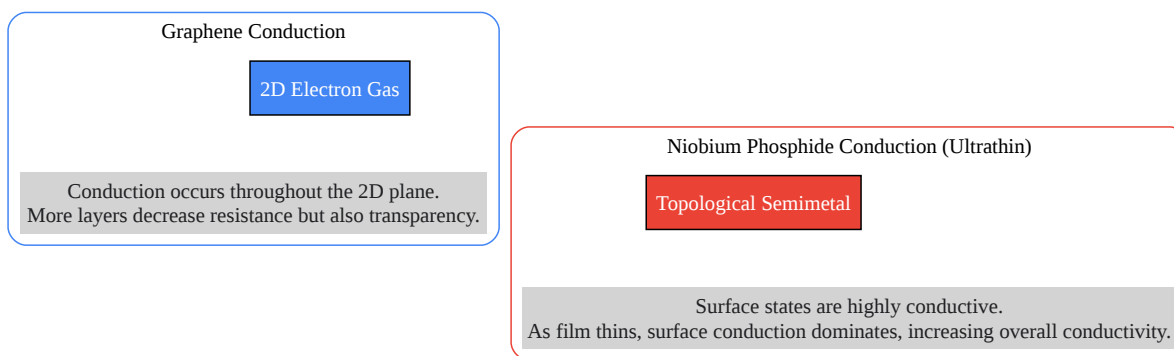 Graphene Conduction
2D Electron Gas
Conduction occurs throughout the 2D plane.
More layers decrease resistance but also transparency.
Niobium Phosphide Conduction (Ultrathin)
Topological Semimetal
Surface states are highly conductive.
As film thins, surface conduction dominates, increasing overall conductivity.